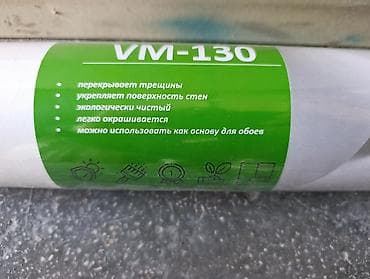 VM-130
• перекрывает трещины
• укрепляет поверхность стен
• экологически чистый
• легко окрашивается
• можно использовать как основу для обоев